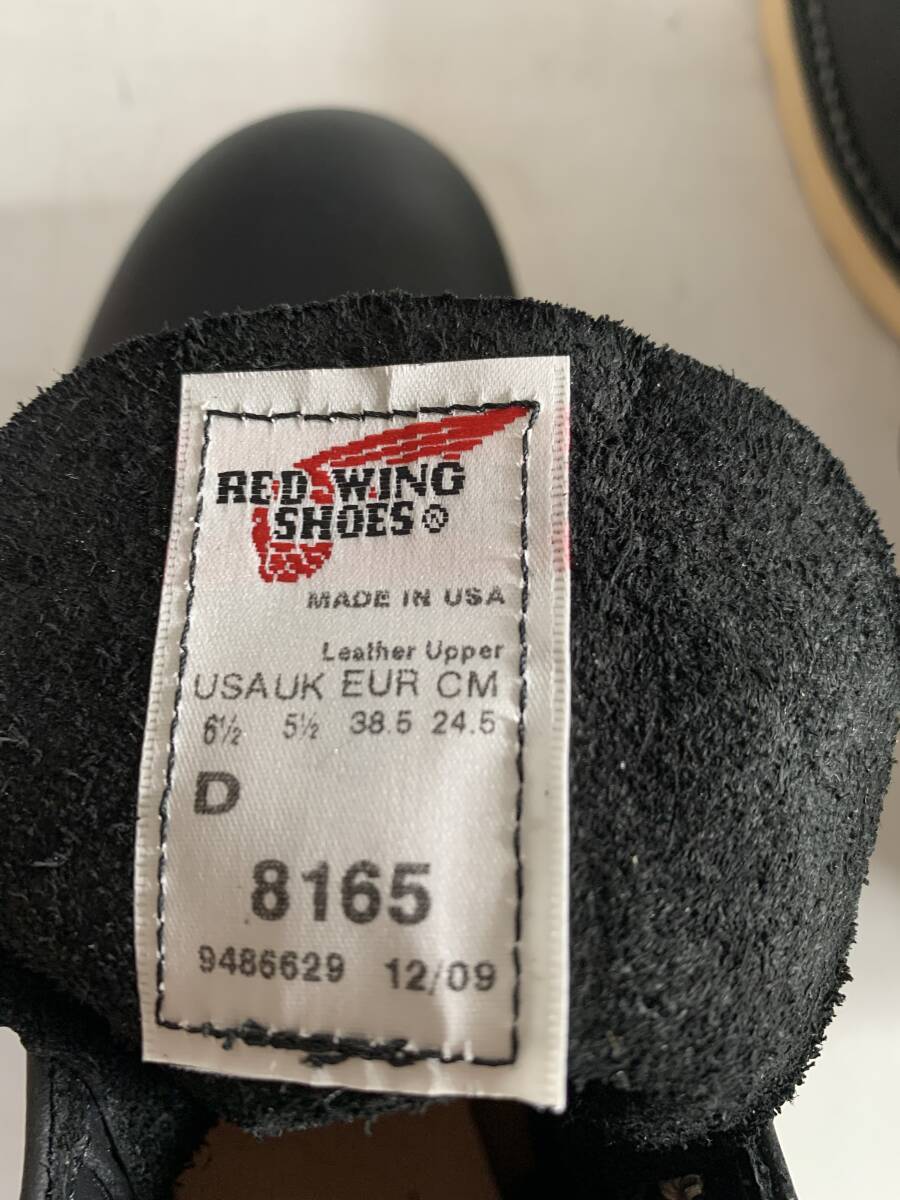 RED WING
SHOES ®
MADE IN USA
Leather Upper
USA UK EUR CM
6½ 5½ 38.5 24.5
D
8165
9486629 12/09